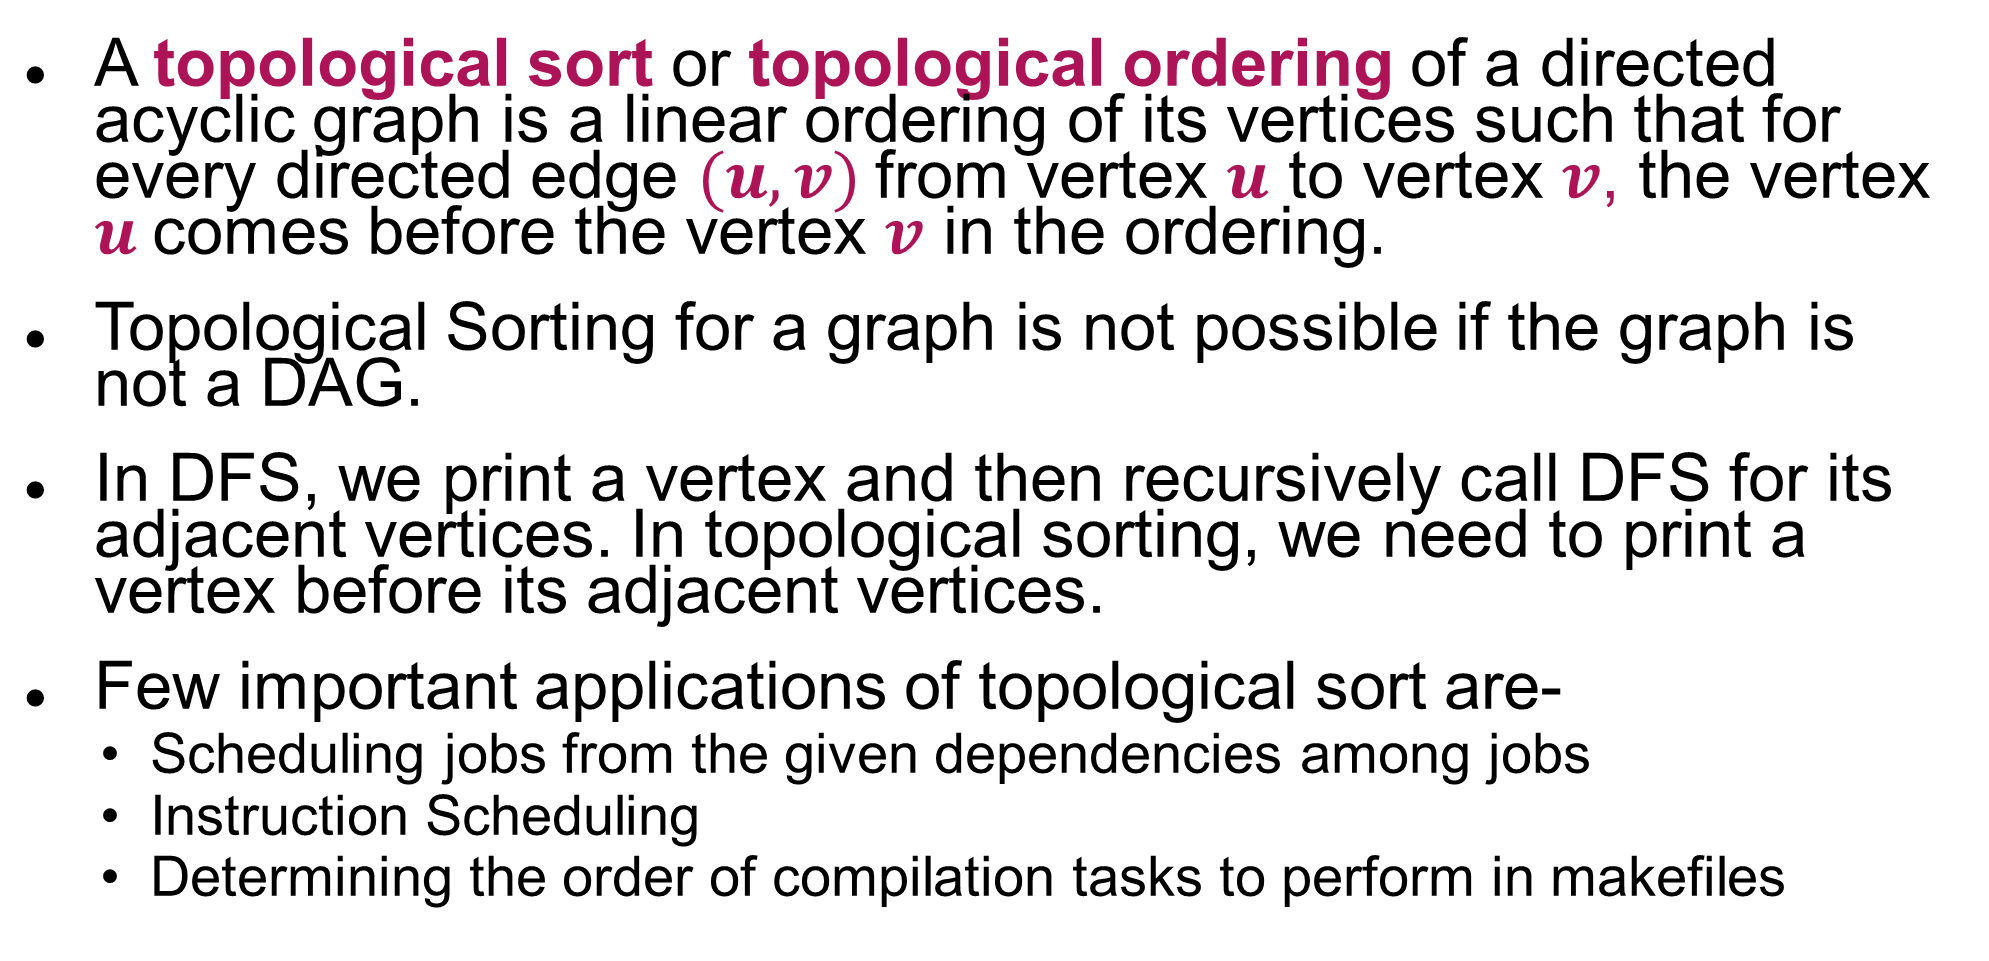 • A topological sort or topological ordering of a directed
acyclic graph is a linear ordering of its vertices such that for
every directed edge (u, v) from vertex u to vertex v, the vertex
u comes before the vertex v in the ordering.
• Topological Sorting for a graph is not possible if the graph is
not a DAG.
• In DFS, we print a vertex and then recursively call DFS for its
adjacent vertices. In topological sorting, we need to print a
vertex before its adjacent vertices.
• Few important applications of topological sort are-
• Scheduling jobs from the given dependencies among jobs
• Instruction Scheduling
• Determining the order of compilation tasks to perform in makefiles